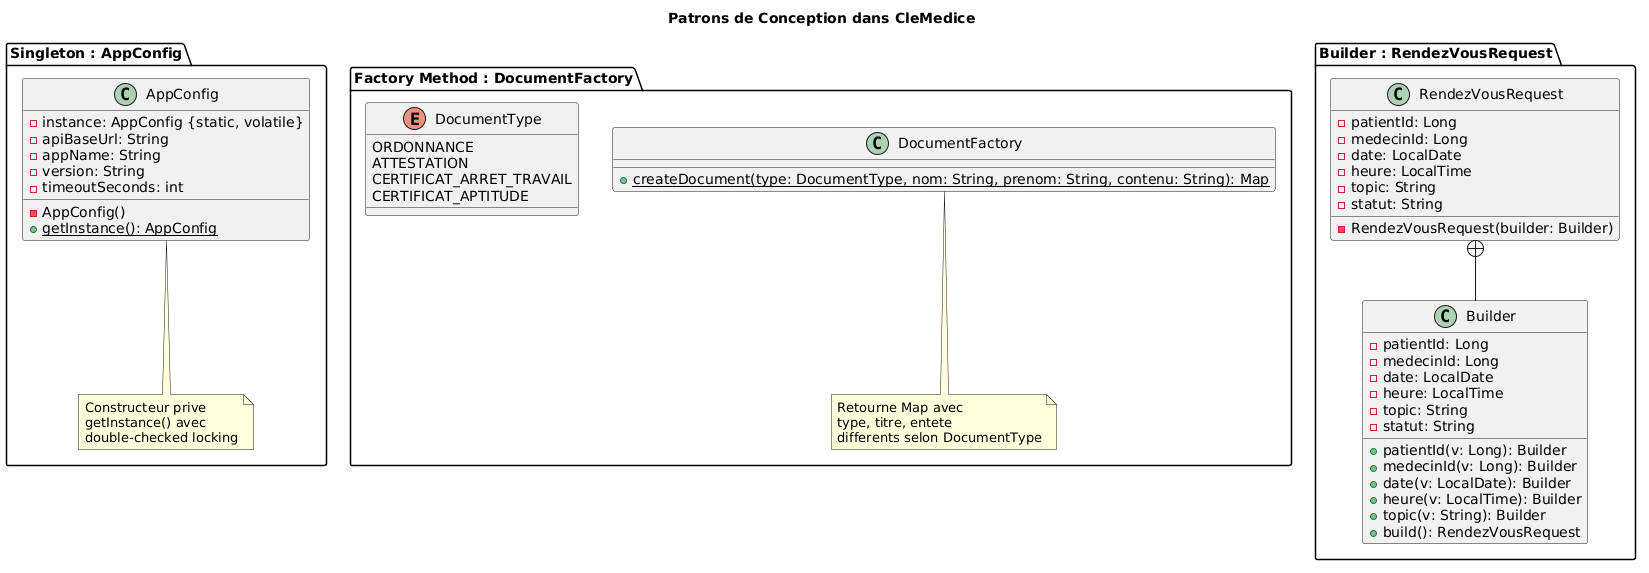 Patrons de Conception dans CleMedice
Singleton : AppConfig
C AppConfig
instance: AppConfig {static, volatile}
apiBaseUrl: String
appName: String
version: String
timeoutSeconds: int
AppConfig()
getInstance(): AppConfig
Constructeur prive
getInstance() avec
double-checked locking
Factory Method : DocumentFactory
E DocumentType
ORDONNANCE
ATTESTATION
CERTIFICAT_ARRET_TRAVAIL
CERTIFICAT_APTITUDE
C DocumentFactory
createDocument(type: DocumentType, nom: String, prenom: String, contenu: String): Map
Retourne Map avec
type, titre, entete
differents selon DocumentType
Builder : RendezVousRequest
C RendezVousRequest
patientId: Long
medecinId: Long
date: LocalDate
heure: LocalTime
topic: String
statut: String
RendezVousRequest(builder: Builder)
C Builder
patientId: Long
medecinId: Long
date: LocalDate
heure: LocalTime
topic: String
statut: String
patientId(v: Long): Builder
medecinId(v: Long): Builder
date(v: LocalDate): Builder
heure(v: LocalTime): Builder
topic(v: String): Builder
build(): RendezVousRequest